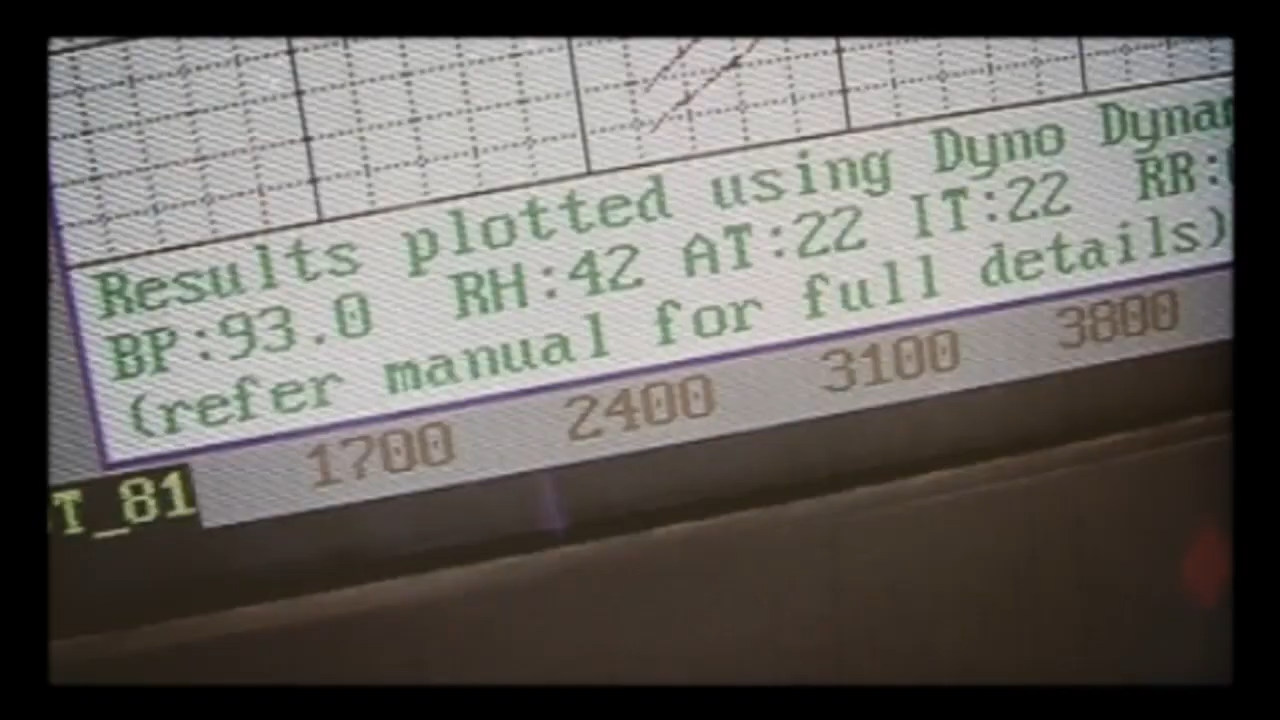 Results plotted using Dyno
BP:93.0 RH:42 AT:22 IT:22 RR:
(refer manual for full details)
1700 2400 3100 3800
T_81